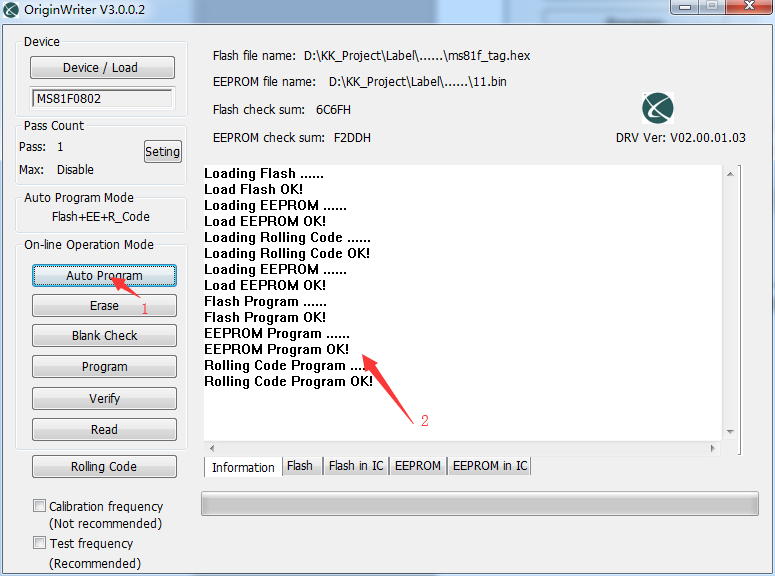 OriginWriter V3.0.0.2
Device
Device / Load
MS81F0802
Pass Count
Pass: 1
Seting
Max: Disable
Auto Program Mode
Flash+EE+R_Code
On-line Operation Mode
Auto Program
1
Erase
Blank Check
Program
Verify
Read
Rolling Code
Calibration frequency
(Not recommended)
Test frequency
(Recommended)
Flash file name: D:\KK_Project\Label\......\ms81f_tag.hex
EEPROM file name: D:\KK_Project\Label\......\11.bin
Flash check sum: 6C6FH
EEPROM check sum: F2DDH
DRV Ver: V02.00.01.03
Loading Flash ......
Load Flash OK!
Loading EEPROM ......
Load EEPROM OK!
Loading Rolling Code ......
Loading Rolling Code OK!
Loading EEPROM ......
Load EEPROM OK!
Flash Program ......
Flash Program OK!
EEPROM Program ......
EEPROM Program OK!
Rolling Code Program ....
Rolling Code Program OK!
2
Information Flash Flash in IC EEPROM EEPROM in IC